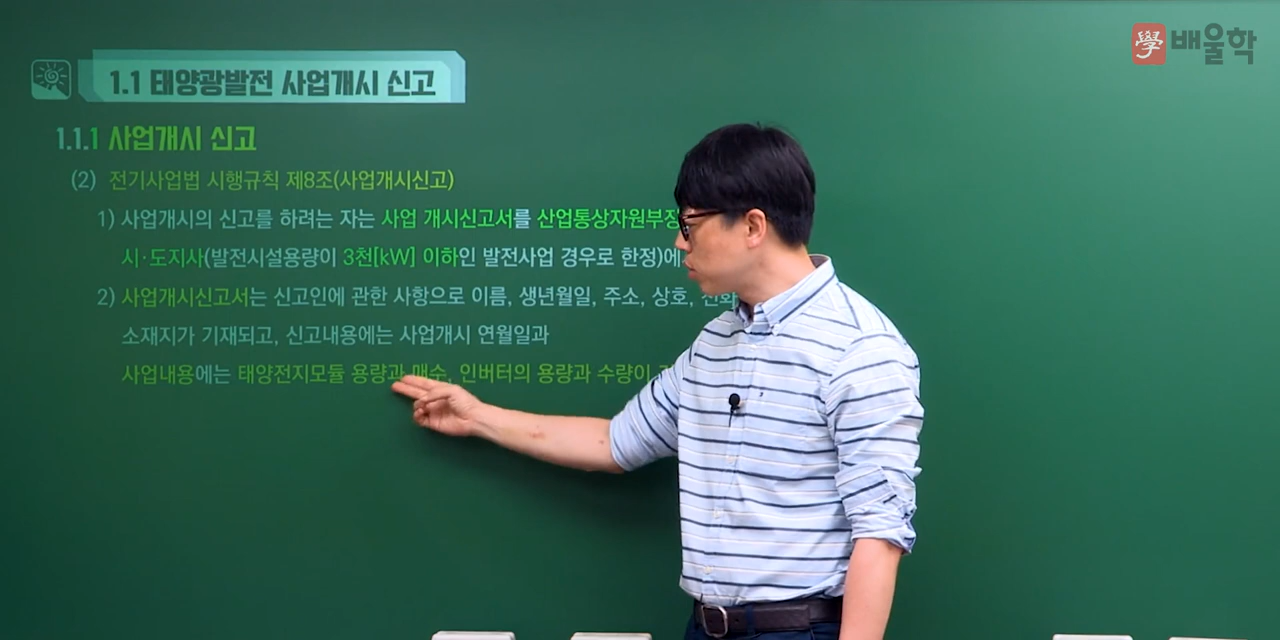 學 배울학
1.1 태양광발전 사업개시 신고
1.1.1 사업개시 신고
(2) 전기사업법 시행규칙 제8조(사업개시신고)
1) 사업개시의 신고를 하려는 자는 사업 개시신고서를 산업통상자원부장
시·도지사(발전시설용량이 3천[kW] 이하인 발전사업 경우로 한정)에
2) 사업개시신고서는 신고인에 관한 사항으로 이름, 생년월일, 주소, 상호, 전화
소재지가 기재되고, 신고내용에는 사업개시 연월일과
사업내용에는 태양전지모듈 용량과 매수, 인버터의 용량과 수량이